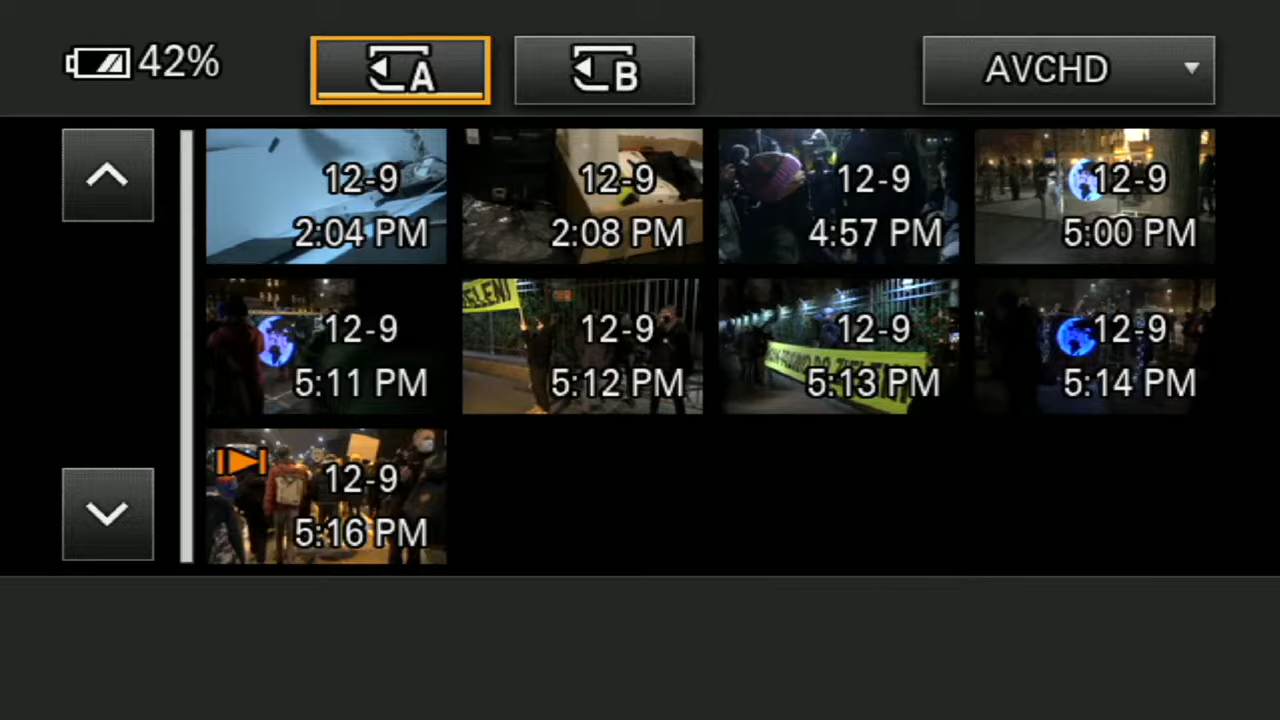 42%
A
B
AVCHD
12-9
2:04 PM
12-9
2:08 PM
12-9
4:57 PM
12-9
5:00 PM
12-9
5:11 PM
ELENI
12-9
5:12 PM
12-9
5:13 PM
12-9
5:14 PM
12-9
5:16 PM